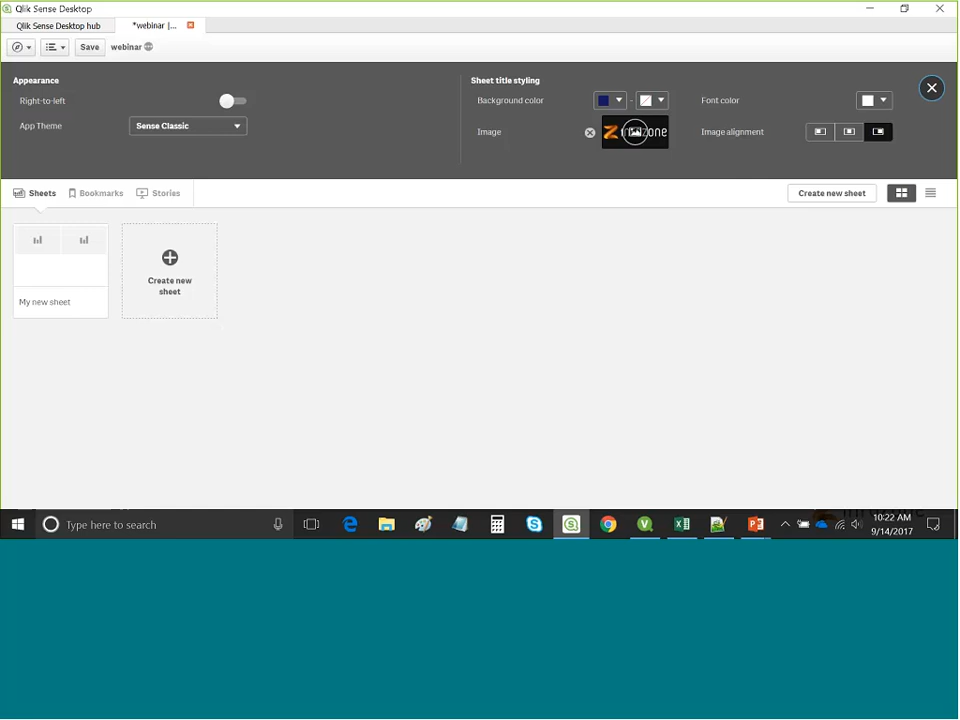 Qlik Sense Desktop
Qlik Sense Desktop hub
*webinar |...
Save
webinar
Appearance
Right-to-left
App Theme
Sense Classic
Sheet title styling
Background color
Font color
Image
Image alignment
Sheets
Bookmarks
Stories
Create new sheet
My new sheet
Create new
sheet
Type here to search
10:22 AM
9/14/2017